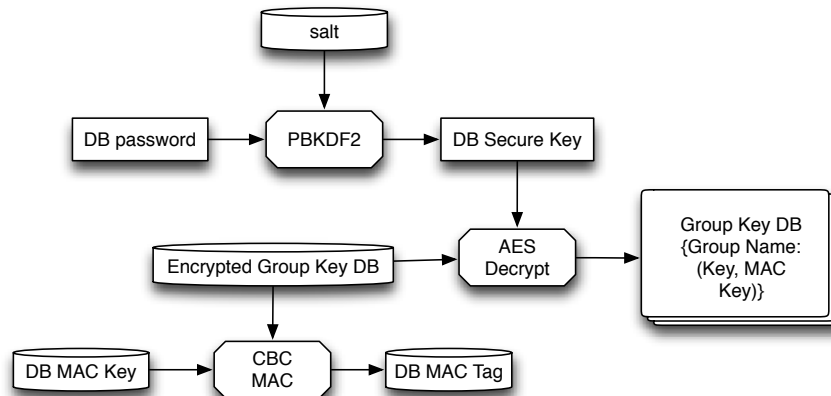 salt
DB password
PBKDF2
DB Secure Key
Group Key DB
{Group Name:
(Key, MAC
Key)}
Encrypted Group Key DB
AES
Decrypt
DB MAC Key
CBC
MAC
DB MAC Tag